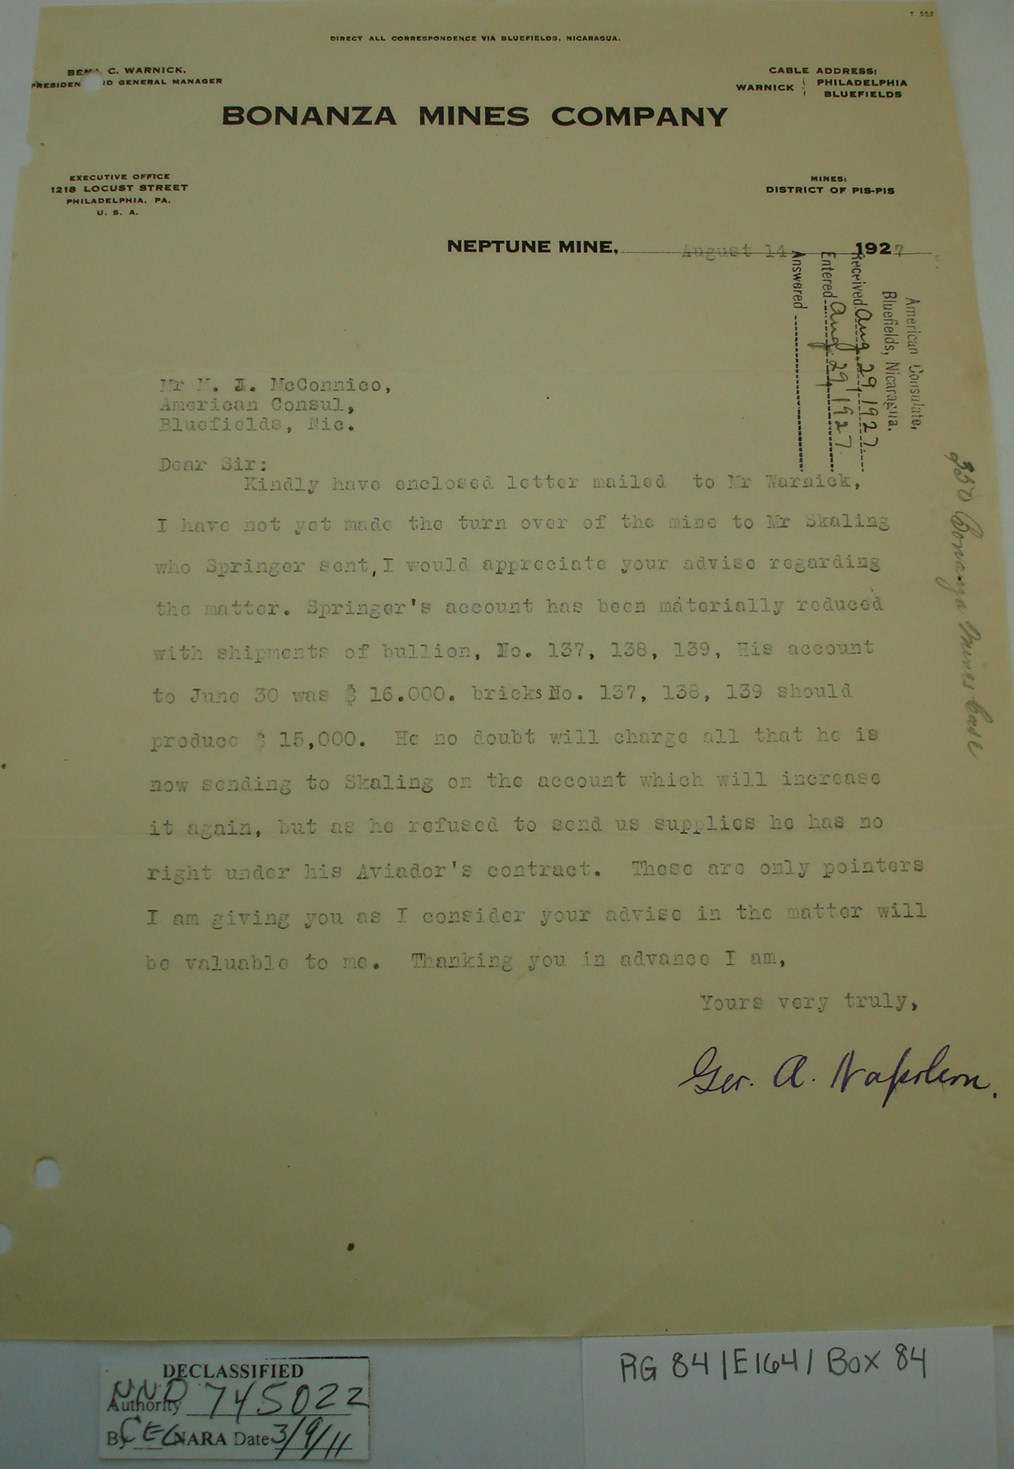 DIRECT ALL CORRESPONDENCE VIA BLUEFIELDS, NICARAGUA.
C. WARNICK,
GENERAL MANAGER
CABLE ADDRESS:
WARNICK { PHILADELPHIA
BLUEFIELDS
BONANZA MINES COMPANY
EXECUTIVE OFFICE
1218 LOCUST STREET
PHILADELPHIA, PA.
U. S. A.
MINES:
DISTRICT OF PIS-PIS
NEPTUNE MINE, August 14 1927
American Consulate,
Bluefields, Nicaragua.
Received Aug. 29, 1927
Entered Aug 29, 1927
Answered
350 Bonanza Mines Case
Mr M. J. McConnico,
American Consul,
Bluefields, Nic.
Dear Sir:
Kindly have enclosed letter mailed to Mr Warnick,
I have not yet made the turn over of the mine to Mr Skaling
who Springer sent, I would appreciate your advise regarding
the matter. Springer's account has been materially reduced
with shipments of bullion, No. 137, 138, 139, His account
to June 30 was $ 16.000. bricks No. 137, 138, 139 should
produce $ 15,000. He no doubt will charge all that he is
now sending to Skaling on the account which will increase
it again, but as he refused to send us supplies he has no
right under his Aviador's contract. These are only pointers
I am giving you as I consider your advise in the matter will
be valuable to me. Thanking you in advance I am,
Yours very truly,
Geo. A. Napoleon.
DECLASSIFIED
Authority NND 745022
By CEG NARA Date 3/9/11
RG 84 / E164 / Box 84